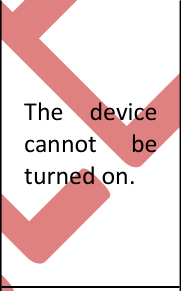 The device
cannot be
turned on.